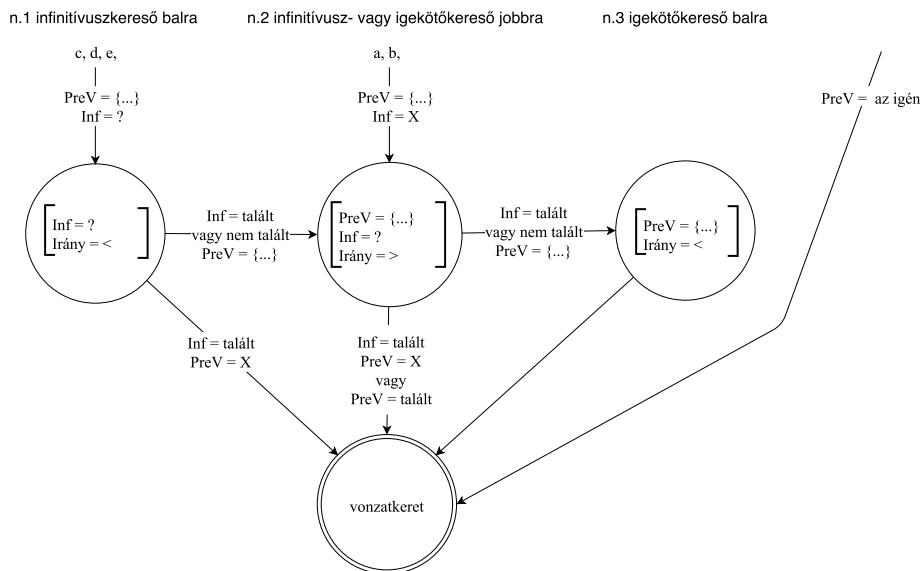 n.1 infinitívuszkereső balra
n.2 infinitívusz- vagy igekötőkereső jobbra
n.3 igekötőkereső balra
c, d, e,
PreV = {...}
Inf = ?
a, b,
PreV = {...}
Inf = X
PreV = az igén
Inf = ?
Irány = <
Inf = talált
vagy nem talált
PreV = {...}
PreV = {...}
Inf = ?
Irány = >
Inf = talált
vagy nem talált
PreV = {...}
PreV = {...}
Irány = <
Inf = talált
PreV = X
Inf = talált
PreV = X
vagy
PreV = talált
vonzatkeret